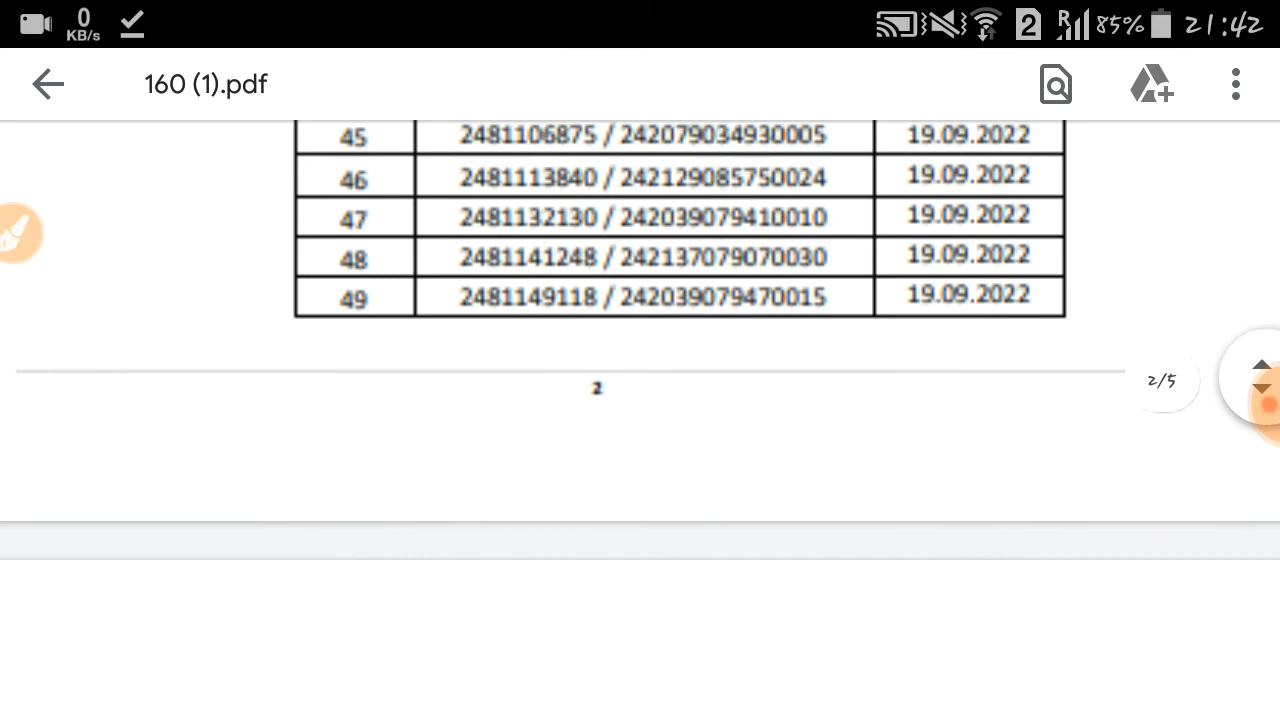 0 KB/s 2 R 85% 21:42
160 (1).pdf
45 2481106875 / 242079034930005 19.09.2022
46 2481113840 / 242129085750024 19.09.2022
47 2481132130 / 242039079410010 19.09.2022
48 2481141248 / 242137079070030 19.09.2022
49 2481149118 / 242039079470015 19.09.2022
2/5
2